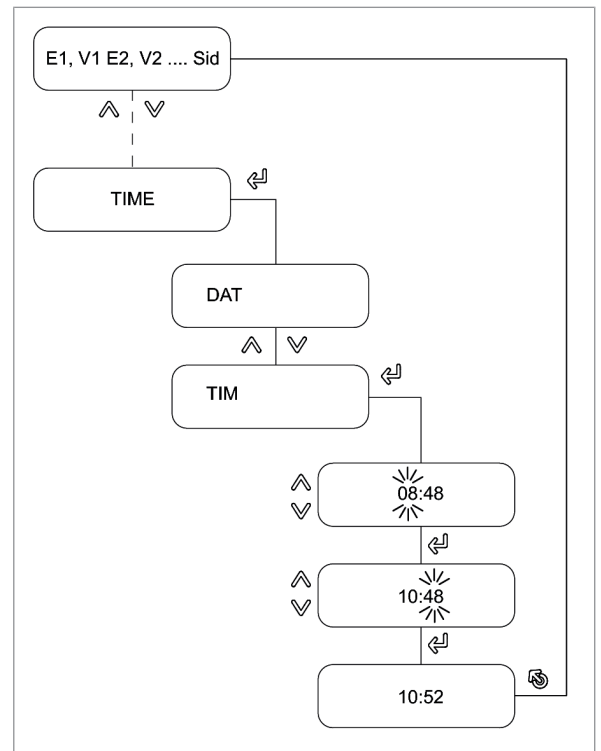 E1, V1 E2, V2 .... Sid
TIME
DAT
TIM
08:48
10:48
10:52